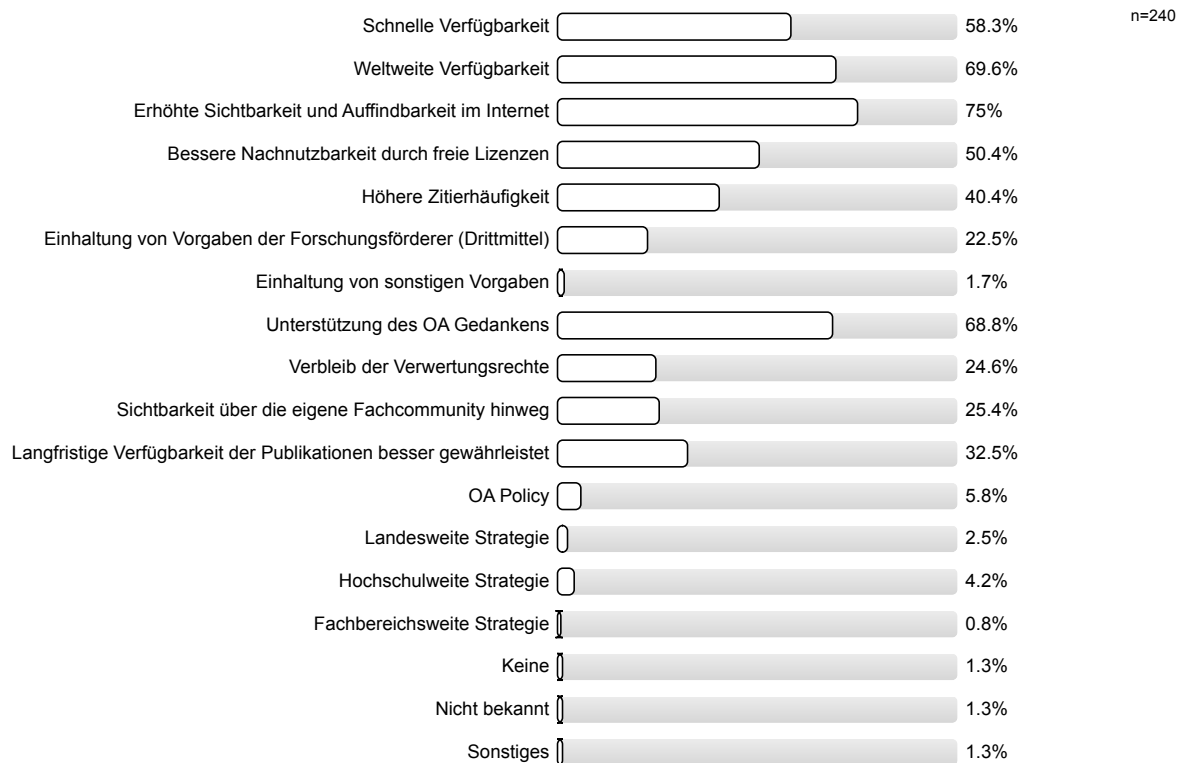 n=240
Schnelle Verfügbarkeit 58.3%
Weltweite Verfügbarkeit 69.6%
Erhöhte Sichtbarkeit und Auffindbarkeit im Internet 75%
Bessere Nachnutzbarkeit durch freie Lizenzen 50.4%
Höhere Zitierhäufigkeit 40.4%
Einhaltung von Vorgaben der Forschungsförderer (Drittmittel) 22.5%
Einhaltung von sonstigen Vorgaben 1.7%
Unterstützung des OA Gedankens 68.8%
Verbleib der Verwertungsrechte 24.6%
Sichtbarkeit über die eigene Fachcommunity hinweg 25.4%
Langfristige Verfügbarkeit der Publikationen besser gewährleistet 32.5%
OA Policy 5.8%
Landesweite Strategie 2.5%
Hochschulweite Strategie 4.2%
Fachbereichsweite Strategie 0.8%
Keine 1.3%
Nicht bekannt 1.3%
Sonstiges 1.3%